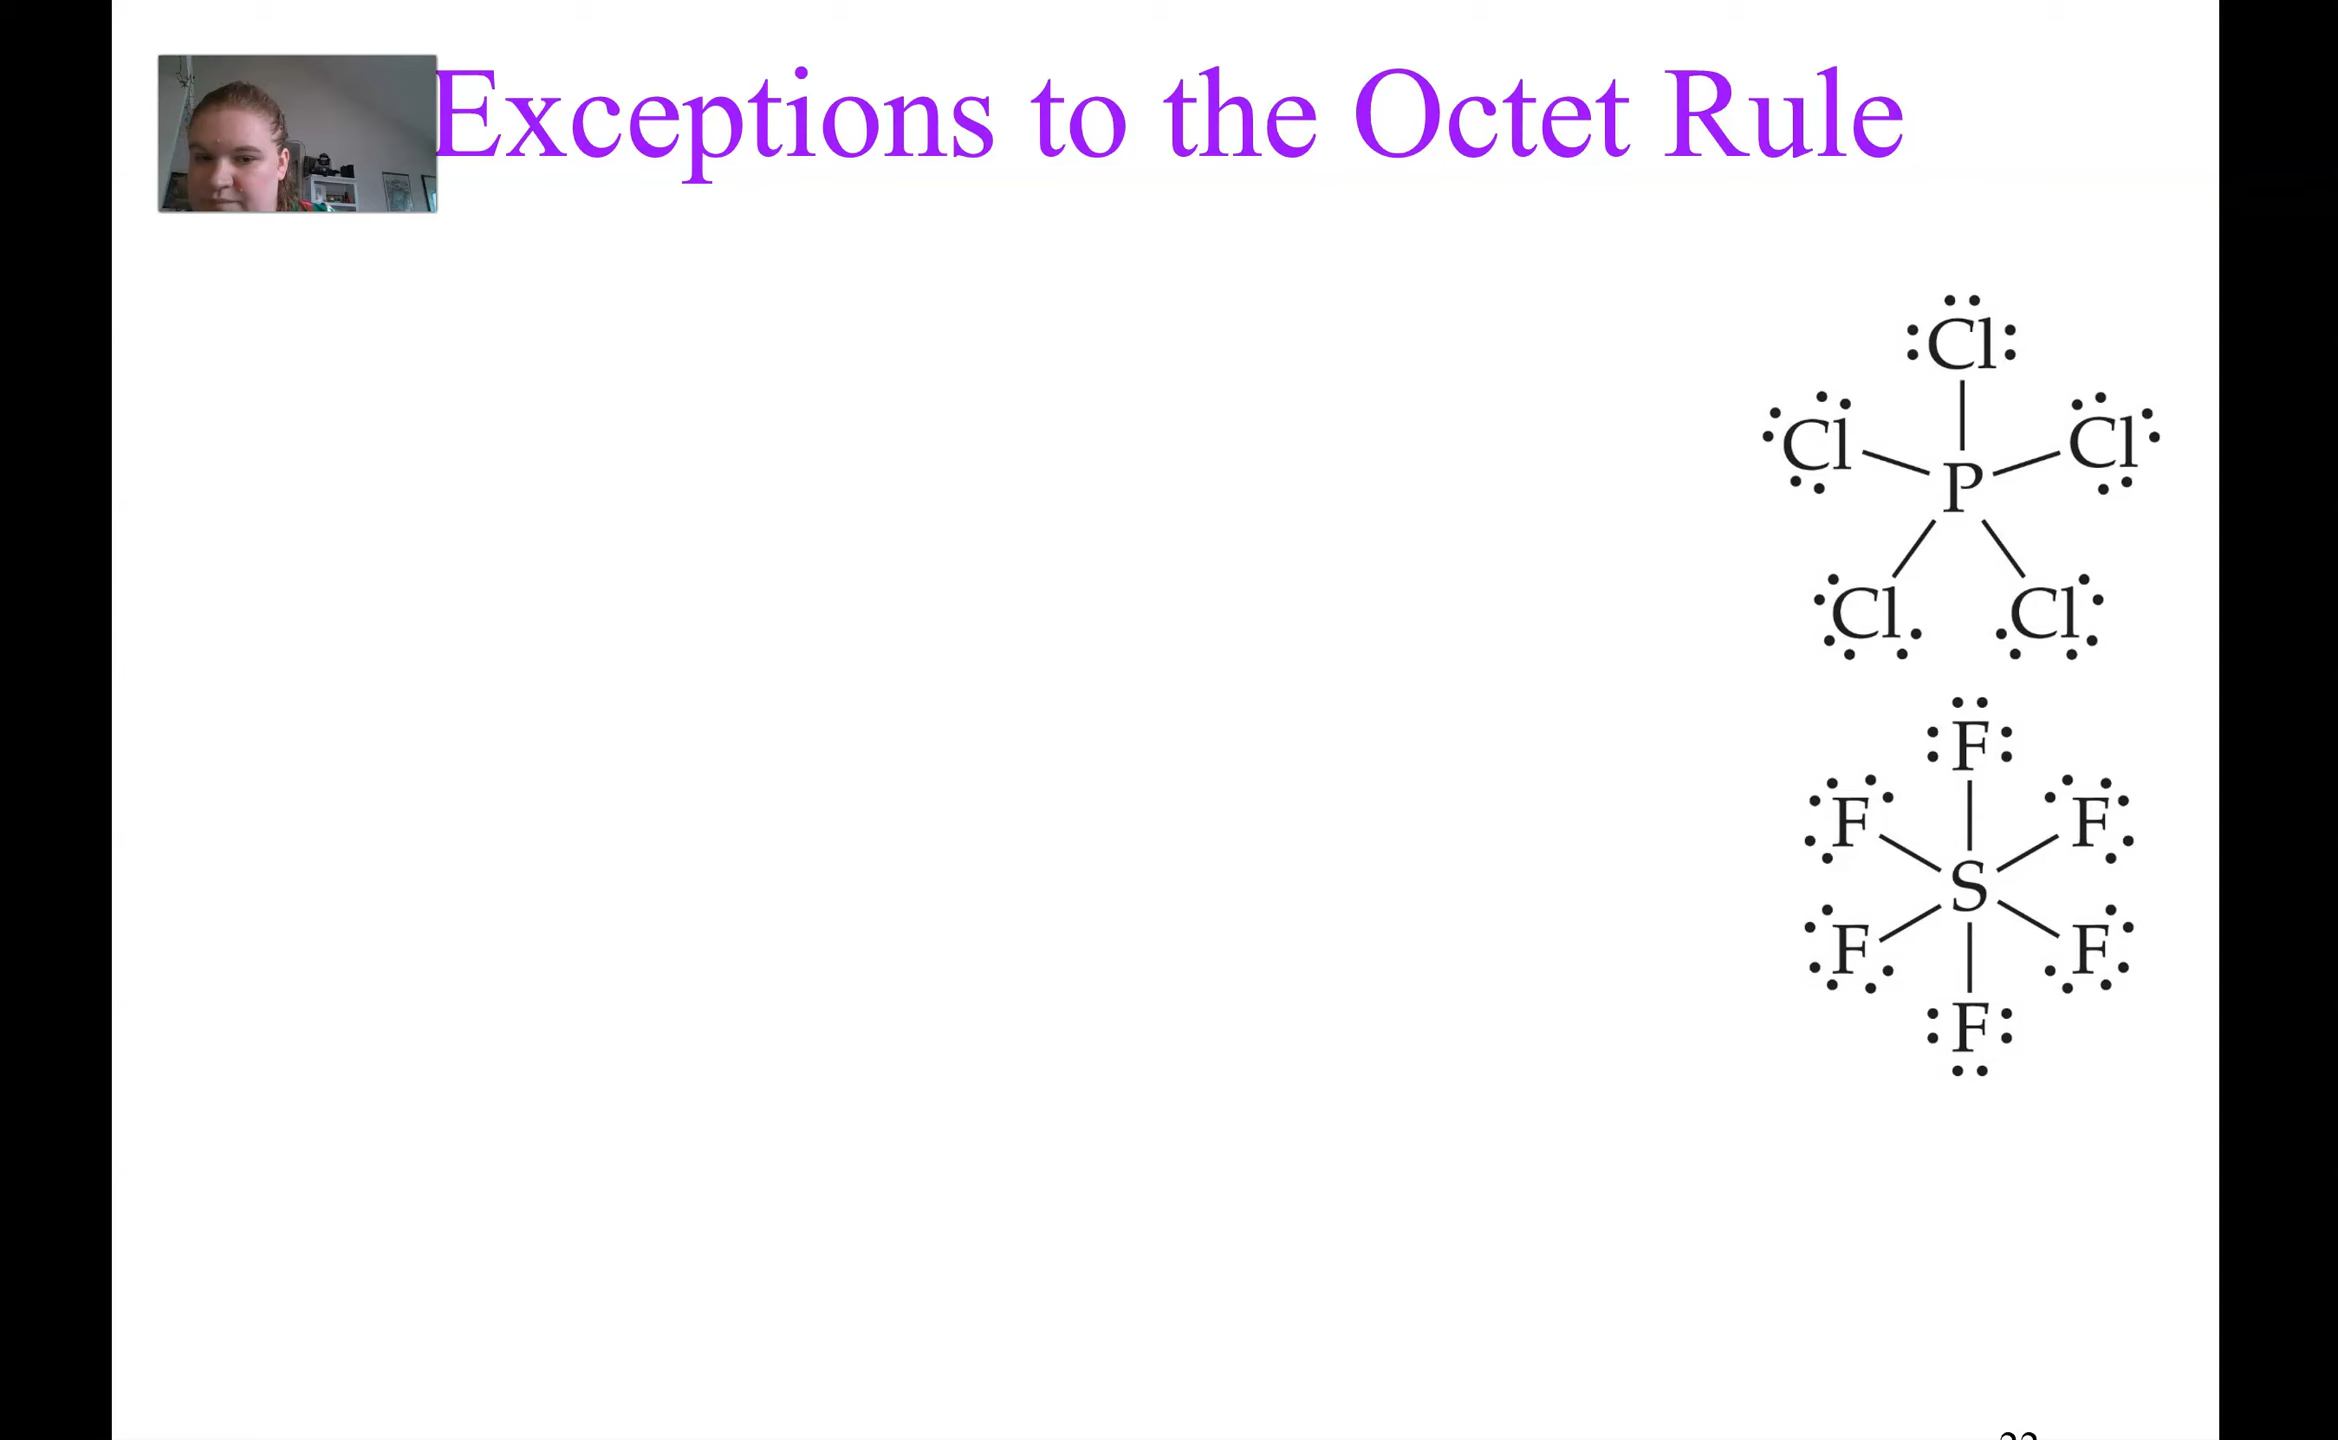 Exceptions to the Octet Rule
Cl
Cl Cl
P
Cl Cl
F
F F
S
F F
F